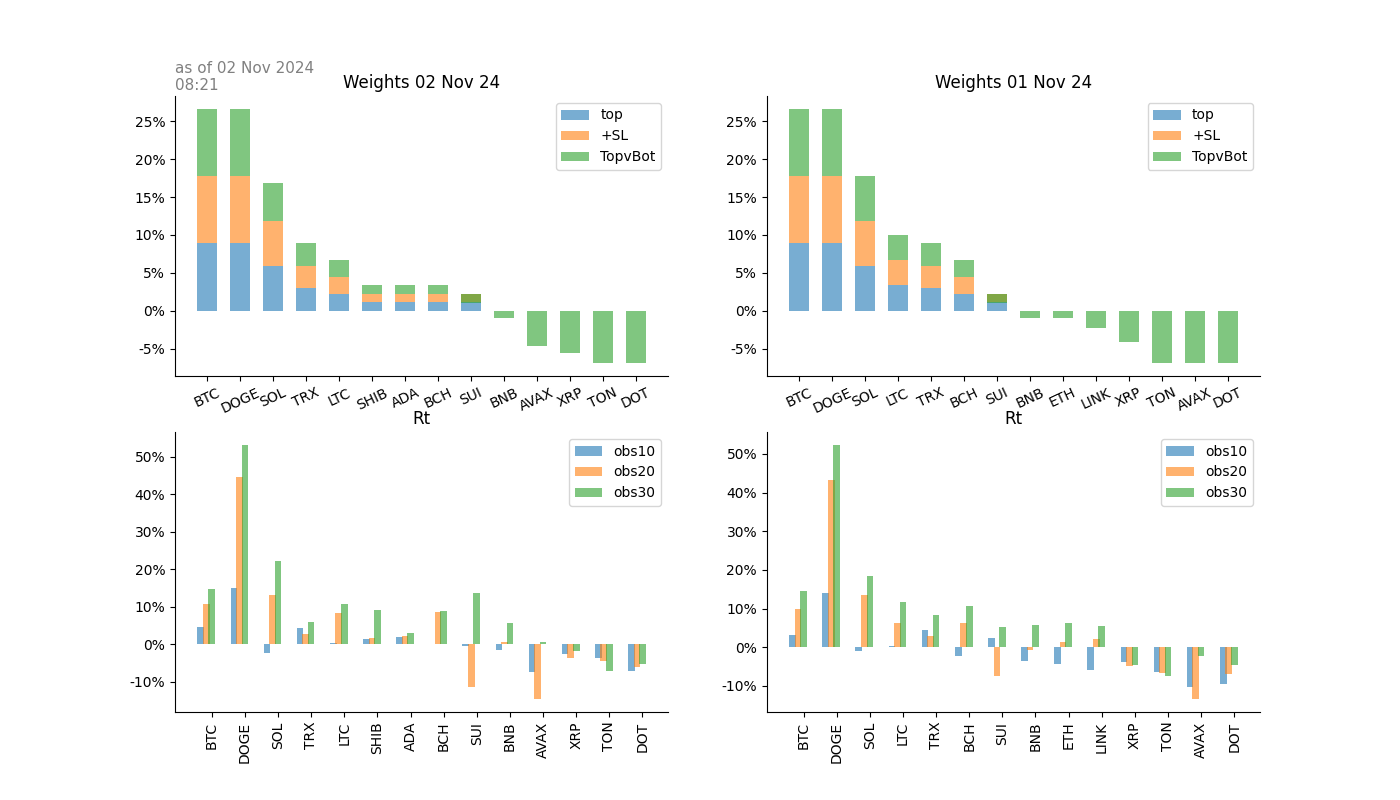 as of 02 Nov 2024
08:21
Weights 02 Nov 24
25%
20%
15%
10%
5%
0%
-5%
top
+SL
TopvBot
BTC DOGE SOL TRX LTC SHIB ADA BCH SUI BNB AVAX XRP TON DOT
Weights 01 Nov 24
25%
20%
15%
10%
5%
0%
-5%
top
+SL
TopvBot
BTC DOGE SOL LTC TRX BCH SUI BNB ETH LINK XRP TON AVAX DOT
Rt
50%
40%
30%
20%
10%
0%
-10%
obs10
obs20
obs30
BTC DOGE SOL TRX LTC SHIB ADA BCH SUI BNB AVAX XRP TON DOT
Rt
50%
40%
30%
20%
10%
0%
-10%
obs10
obs20
obs30
BTC DOGE SOL LTC TRX BCH SUI BNB ETH LINK XRP TON AVAX DOT